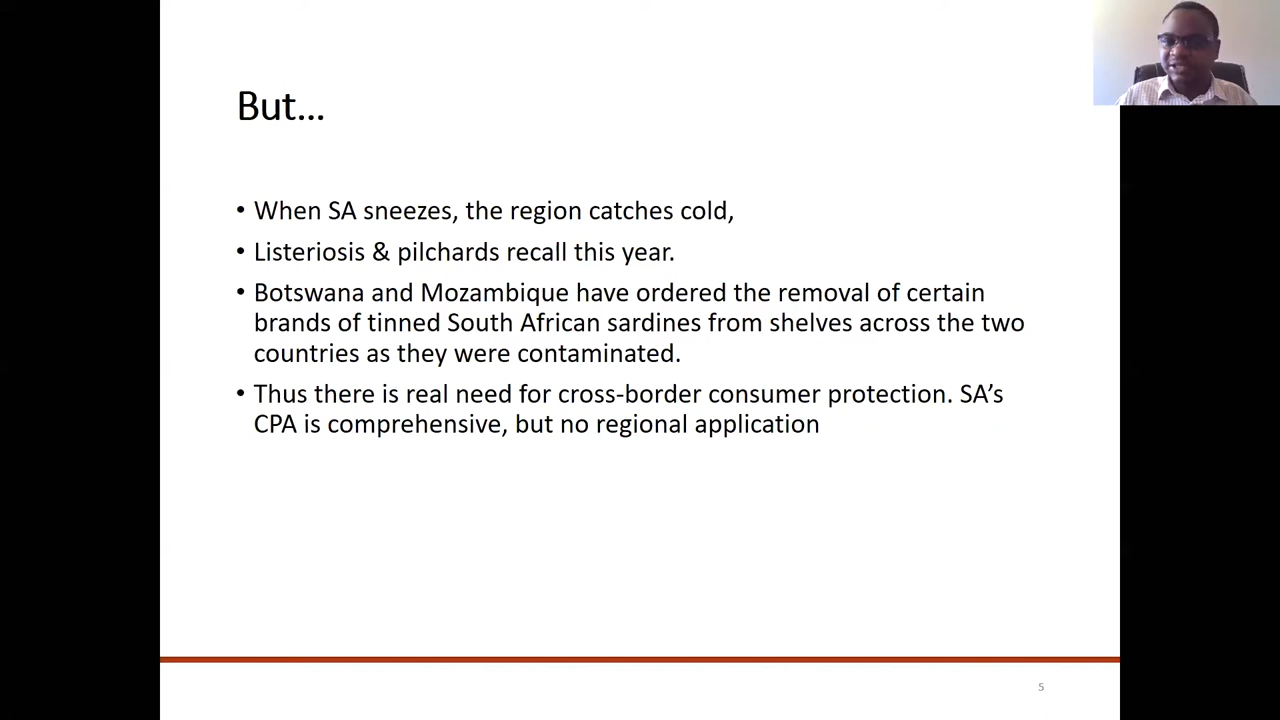 But...
• When SA sneezes, the region catches cold,
• Listeriosis & pilchards recall this year.
• Botswana and Mozambique have ordered the removal of certain
brands of tinned South African sardines from shelves across the two
countries as they were contaminated.
• Thus there is real need for cross-border consumer protection. SA’s
CPA is comprehensive, but no regional application
5